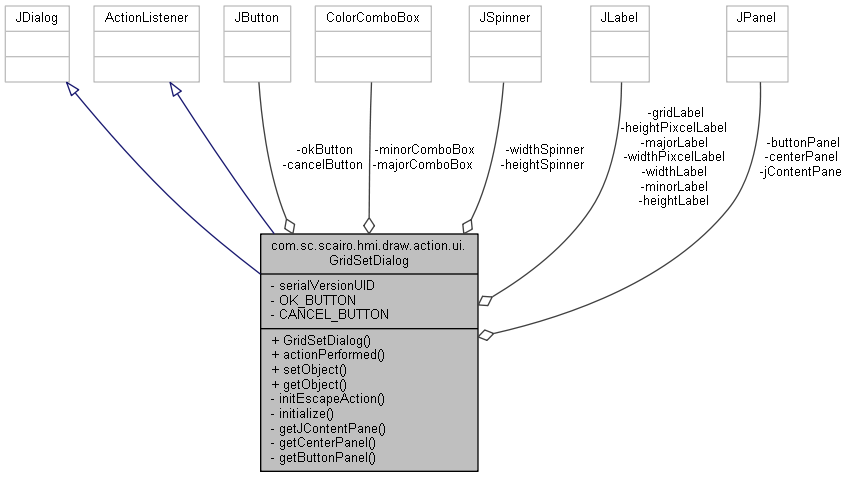 JDialog
ActionListener
JButton
ColorComboBox
JSpinner
JLabel
JPanel
-okButton
-cancelButton
-minorComboBox
-majorComboBox
-widthSpinner
-heightSpinner
-gridLabel
-heightPixcelLabel
-majorLabel
-widthPixcelLabel
-widthLabel
-minorLabel
-heightLabel
-buttonPanel
-centerPanel
-jContentPane
com.sc.scairo.hmi.draw.action.ui.
GridSetDialog
- serialVersionUID
- OK_BUTTON
- CANCEL_BUTTON
+ GridSetDialog()
+ actionPerformed()
+ setObject()
+ getObject()
- initEscapeAction()
- initialize()
- getJContentPane()
- getCenterPanel()
- getButtonPanel()